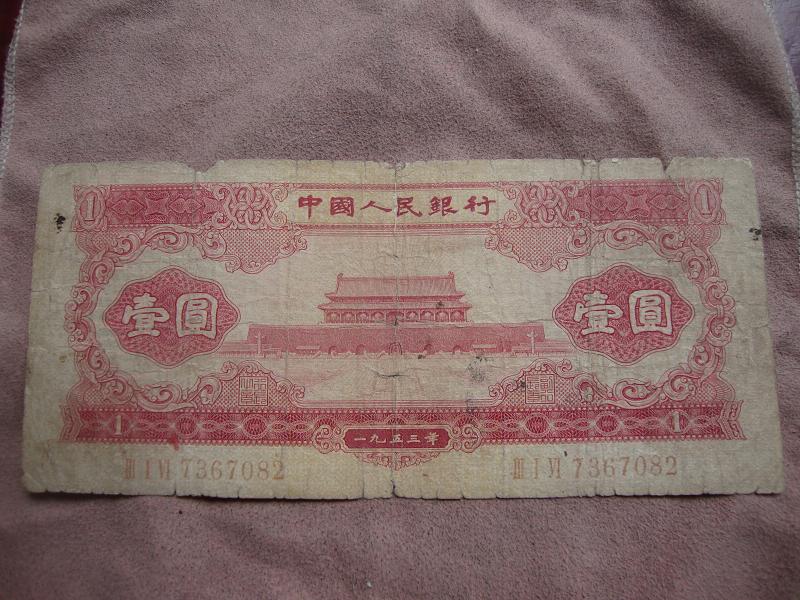 1 中國人民銀行 1
壹圓 壹圓
1 一九五三年 1
III I VI 7367082 III I VI 7367082